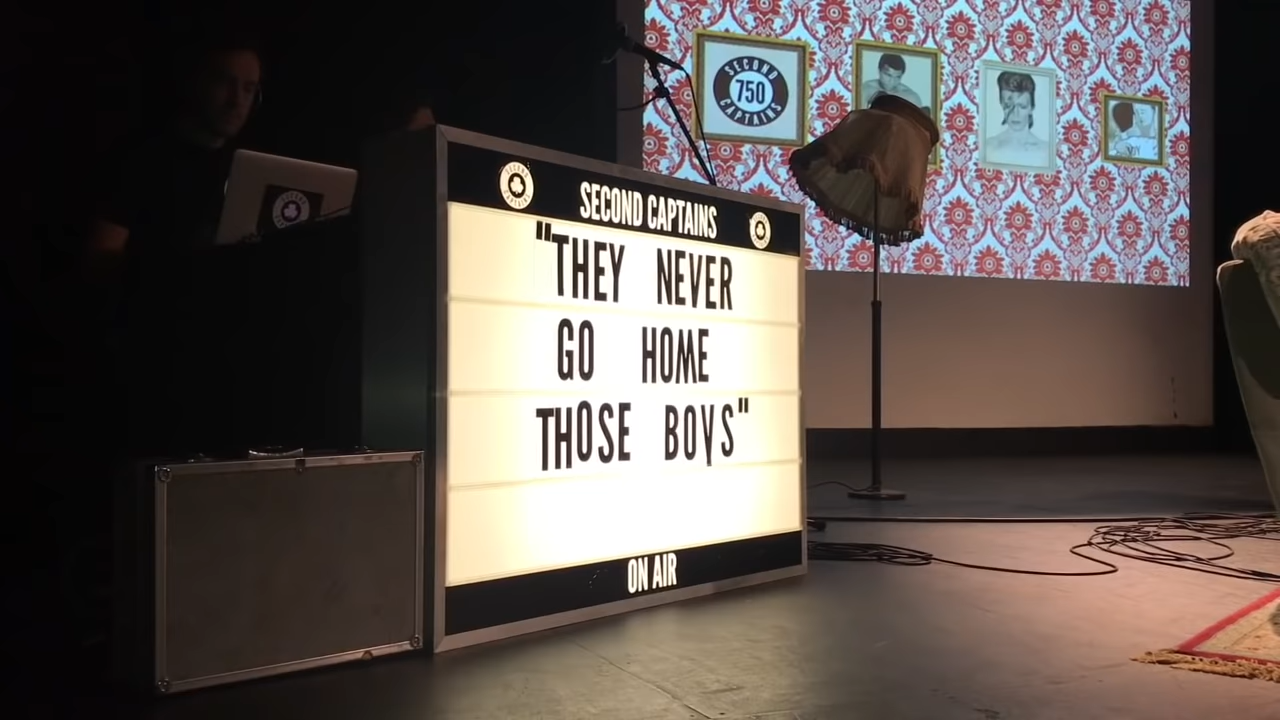 SECOND
750
CAPTAINS
SECOND CAPTAINS
"THEY NEVER
GO HOME
THOSE BOYS"
ON AIR